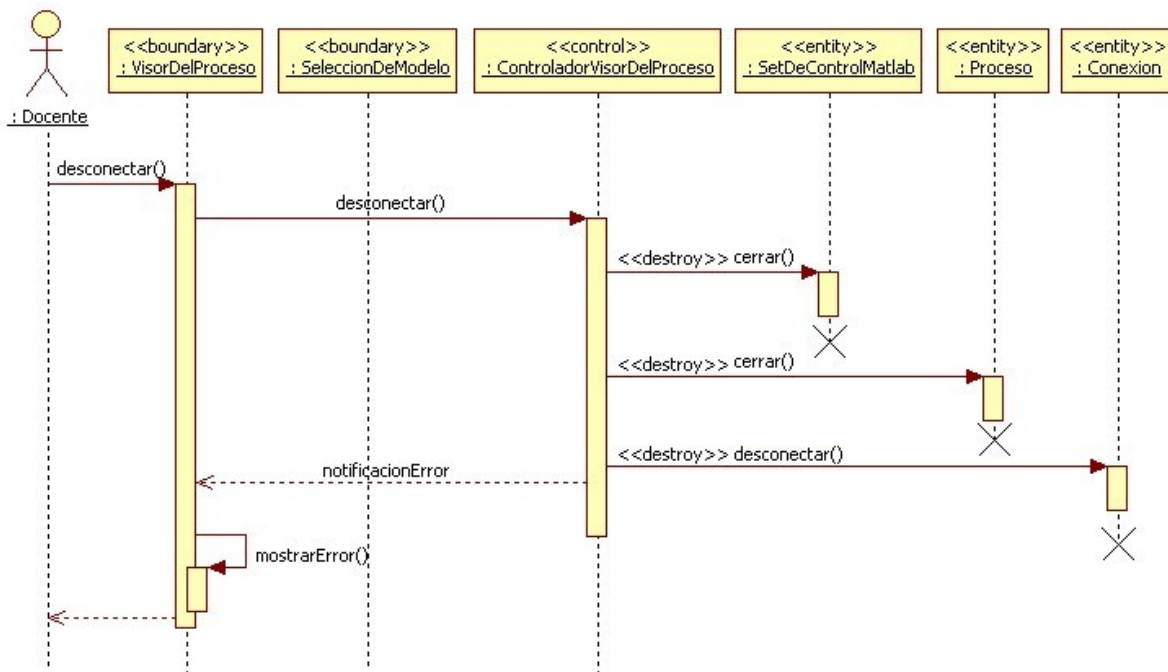 <<boundary>>
: VisorDelProceso
<<boundary>>
: SeleccionDeModelo
<<control>>
: ControladorVisorDelProceso
<<entity>>
: SetDeControlMatlab
<<entity>>
: Proceso
<<entity>>
: Conexion
: Docente
desconectar()
desconectar()
<<destroy>> cerrar()
<<destroy>> cerrar()
<<destroy>> desconectar()
notificacionError
mostrarError()